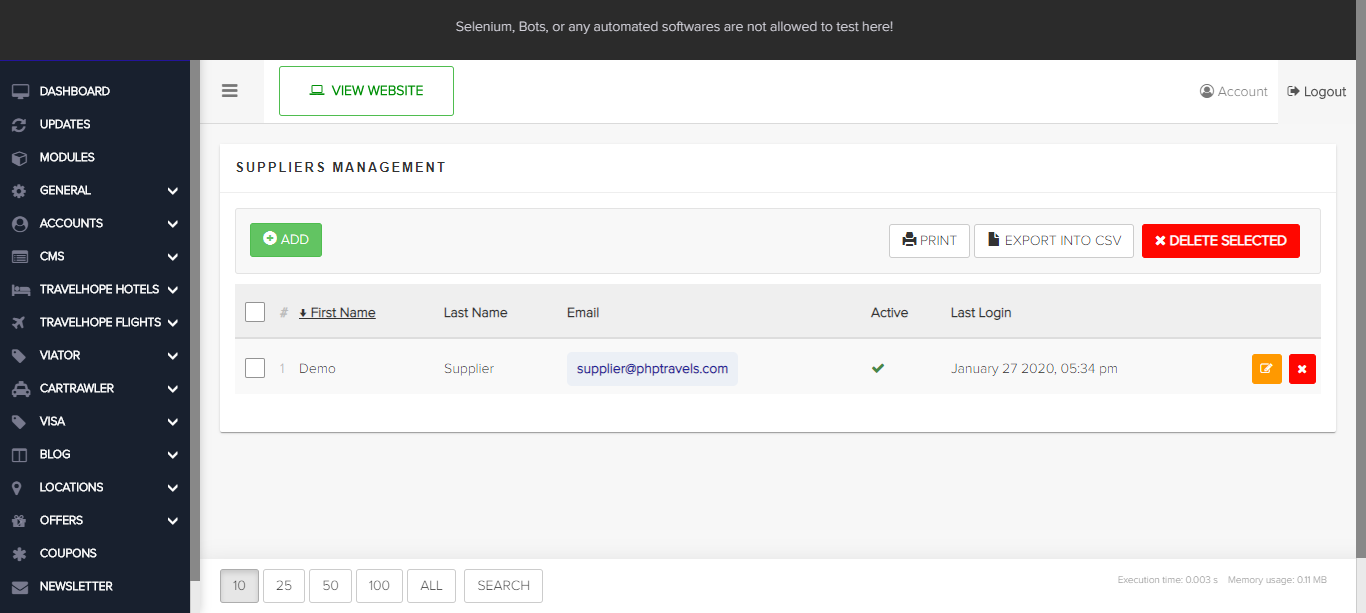 Selenium, Bots, or any automated softwares are not allowed to test here!
DASHBOARD
UPDATES
MODULES
GENERAL
ACCOUNTS
CMS
TRAVELHOPE HOTELS
TRAVELHOPE FLIGHTS
VIATOR
CARTRAWLER
VISA
BLOG
LOCATIONS
OFFERS
COUPONS
NEWSLETTER
VIEW WEBSITE
Account Logout
SUPPLIERS MANAGEMENT
ADD PRINT EXPORT INTO CSV DELETE SELECTED
# First Name Last Name Email Active Last Login
1 Demo Supplier supplier@phptravels.com January 27 2020, 05:34 pm
10 25 50 100 ALL SEARCH
Execution time: 0.003 s Memory usage: 0.11 MB